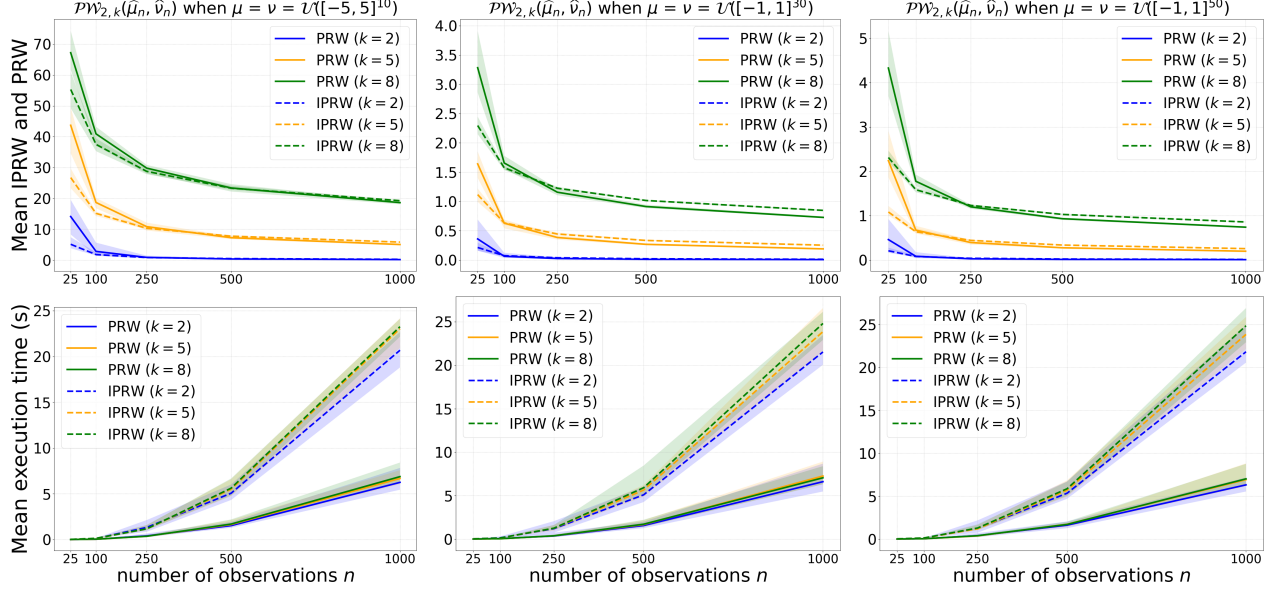 𝒫𝒲₂,ₖ(μ̂ₙ, ν̂ₙ) when μ = ν = 𝒰([−5, 5]¹⁰)
Mean IPRW and PRW
70
60
50
40
30
20
10
0
PRW (k = 2)
PRW (k = 5)
PRW (k = 8)
IPRW (k = 2)
IPRW (k = 5)
IPRW (k = 8)
25 100 250 500 1000
𝒫𝒲₂,ₖ(μ̂ₙ, ν̂ₙ) when μ = ν = 𝒰([−1, 1]³⁰)
4.0
3.5
3.0
2.5
2.0
1.5
1.0
0.5
0.0
PRW (k = 2)
PRW (k = 5)
PRW (k = 8)
IPRW (k = 2)
IPRW (k = 5)
IPRW (k = 8)
25 100 250 500 1000
𝒫𝒲₂,ₖ(μ̂ₙ, ν̂ₙ) when μ = ν = 𝒰([−1, 1]⁵⁰)
5
4
3
2
1
0
PRW (k = 2)
PRW (k = 5)
PRW (k = 8)
IPRW (k = 2)
IPRW (k = 5)
IPRW (k = 8)
25 100 250 500 1000
Mean execution time (s)
25
20
15
10
5
0
PRW (k = 2)
PRW (k = 5)
PRW (k = 8)
IPRW (k = 2)
IPRW (k = 5)
IPRW (k = 8)
25 100 250 500 1000
number of observations n
25
20
15
10
5
0
PRW (k = 2)
PRW (k = 5)
PRW (k = 8)
IPRW (k = 2)
IPRW (k = 5)
IPRW (k = 8)
25 100 250 500 1000
number of observations n
25
20
15
10
5
0
PRW (k = 2)
PRW (k = 5)
PRW (k = 8)
IPRW (k = 2)
IPRW (k = 5)
IPRW (k = 8)
25 100 250 500 1000
number of observations n